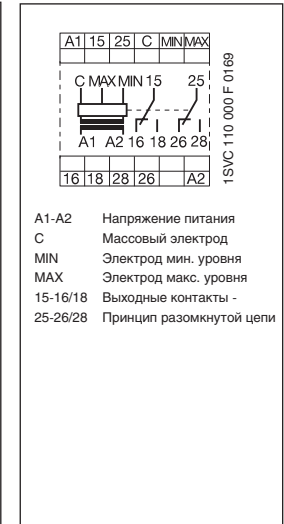 A1 15 25 C MIN MAX
C MAX MIN 15 25
A1 A2 16 18 26 28
16 18 28 26 A2
1SVC 110 000 F 0169
A1-A2 Напряжение питания
C Массовый электрод
MIN Электрод мин. уровня
MAX Электрод макс. уровня
15-16/18 Выходные контакты -
25-26/28 Принцип разомкнутой цепи